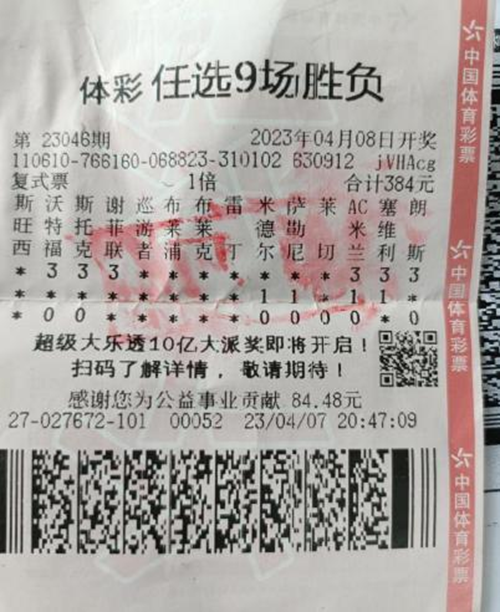 体彩 任选9场胜负
第 23046期 2023年04月08日开奖
110610-766160-068823-310102 630912 jVHAcg
复式票 ~ 1倍 合计384元
斯 沃 斯 谢 巡 布 布 雷 米 萨 莱 AC 塞 朗
旺 特 托 菲 游 莱 莱 德 勒 米 维
西 福 克 联 者 浦 克 丁 尔 尼 切 兰 利 斯
* 3 3 3 * * * * * * * 3 3 3
* * * * * * * * 1 1 * 1 1 *
* 0 0 * * * * * 0 0 0 0 * 0
超级大乐透10亿大派奖即将开启！
扫码了解详情，敬请期待！
感谢您为公益事业贡献 84.48元
27-027672-101 00052 23/04/07 20:47:09
中国体育彩票
中国体育彩票
中国体育彩票